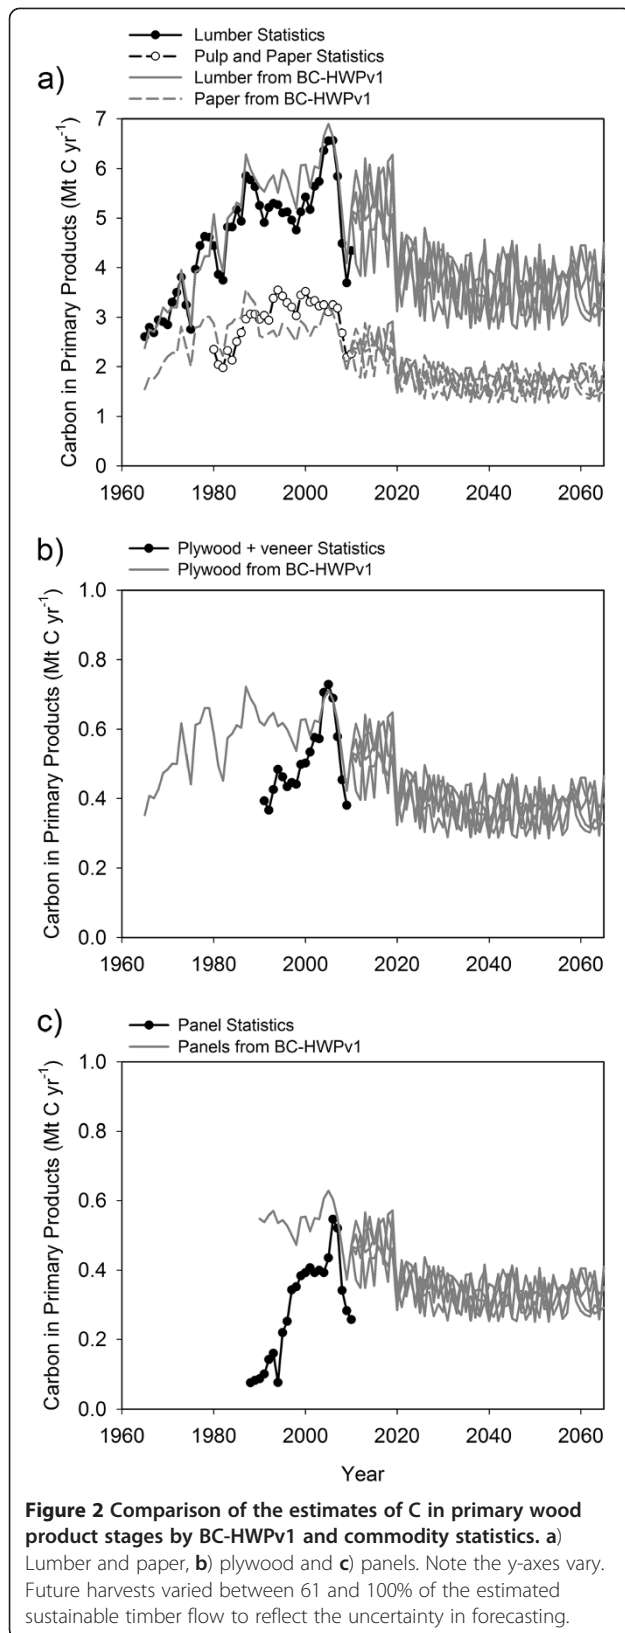 Lumber Statistics
Pulp and Paper Statistics
Lumber from BC-HWPv1
Paper from BC-HWPv1
a)
Carbon in Primary Products (Mt C yr-1)
7
6
5
4
3
2
1
0
1960 1980 2000 2020 2040 2060
b)
Plywood + veneer Statistics
Plywood from BC-HWPv1
Carbon in Primary Products (Mt C yr-1)
1.0
0.8
0.6
0.4
0.2
0.0
1960 1980 2000 2020 2040 2060
c)
Panel Statistics
Panels from BC-HWPv1
Carbon in Primary Products (Mt C yr-1)
1.0
0.8
0.6
0.4
0.2
0.0
1960 1980 2000 2020 2040 2060
Year
Figure 2 Comparison of the estimates of C in primary wood
product stages by BC-HWPv1 and commodity statistics. a)
Lumber and paper, b) plywood and c) panels. Note the y-axes vary.
Future harvests varied between 61 and 100% of the estimated
sustainable timber flow to reflect the uncertainty in forecasting.